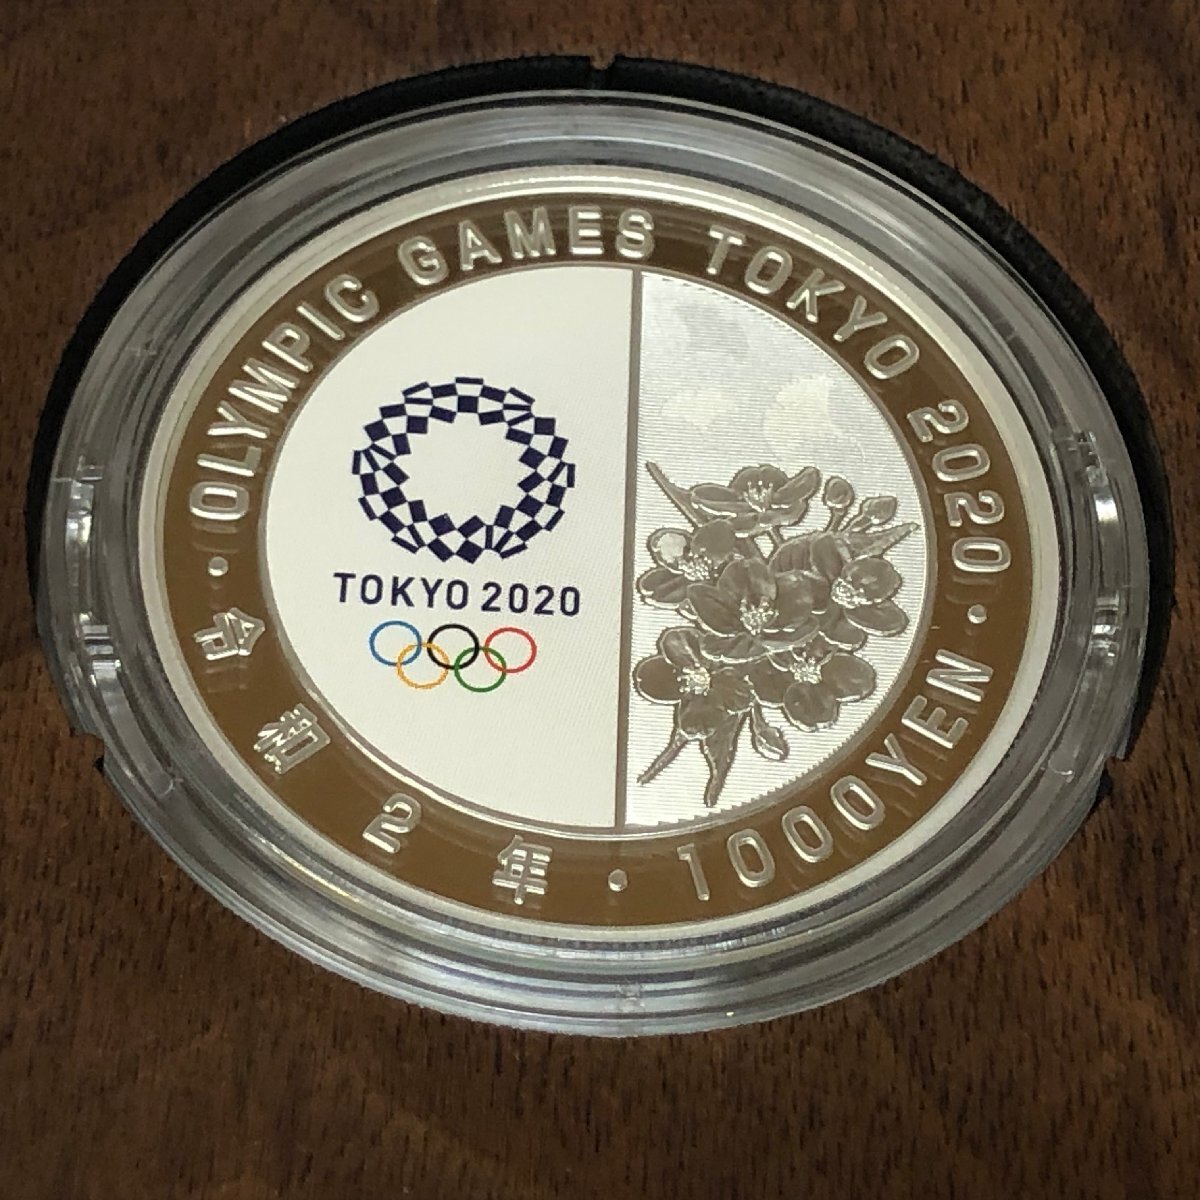 ・OLYMPIC GAMES TOKYO 2020・
TOKYO 2020
令和2年・1000YEN